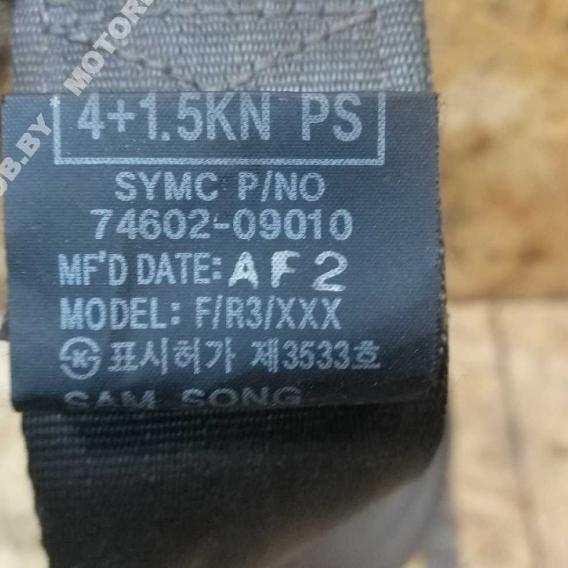 4+1.5KN PS
SYMC P/NO
74602-09010
MF'D DATE: AF2
MODEL: F/R3/XXX
K 표시허가 제3533호
SAM SONG